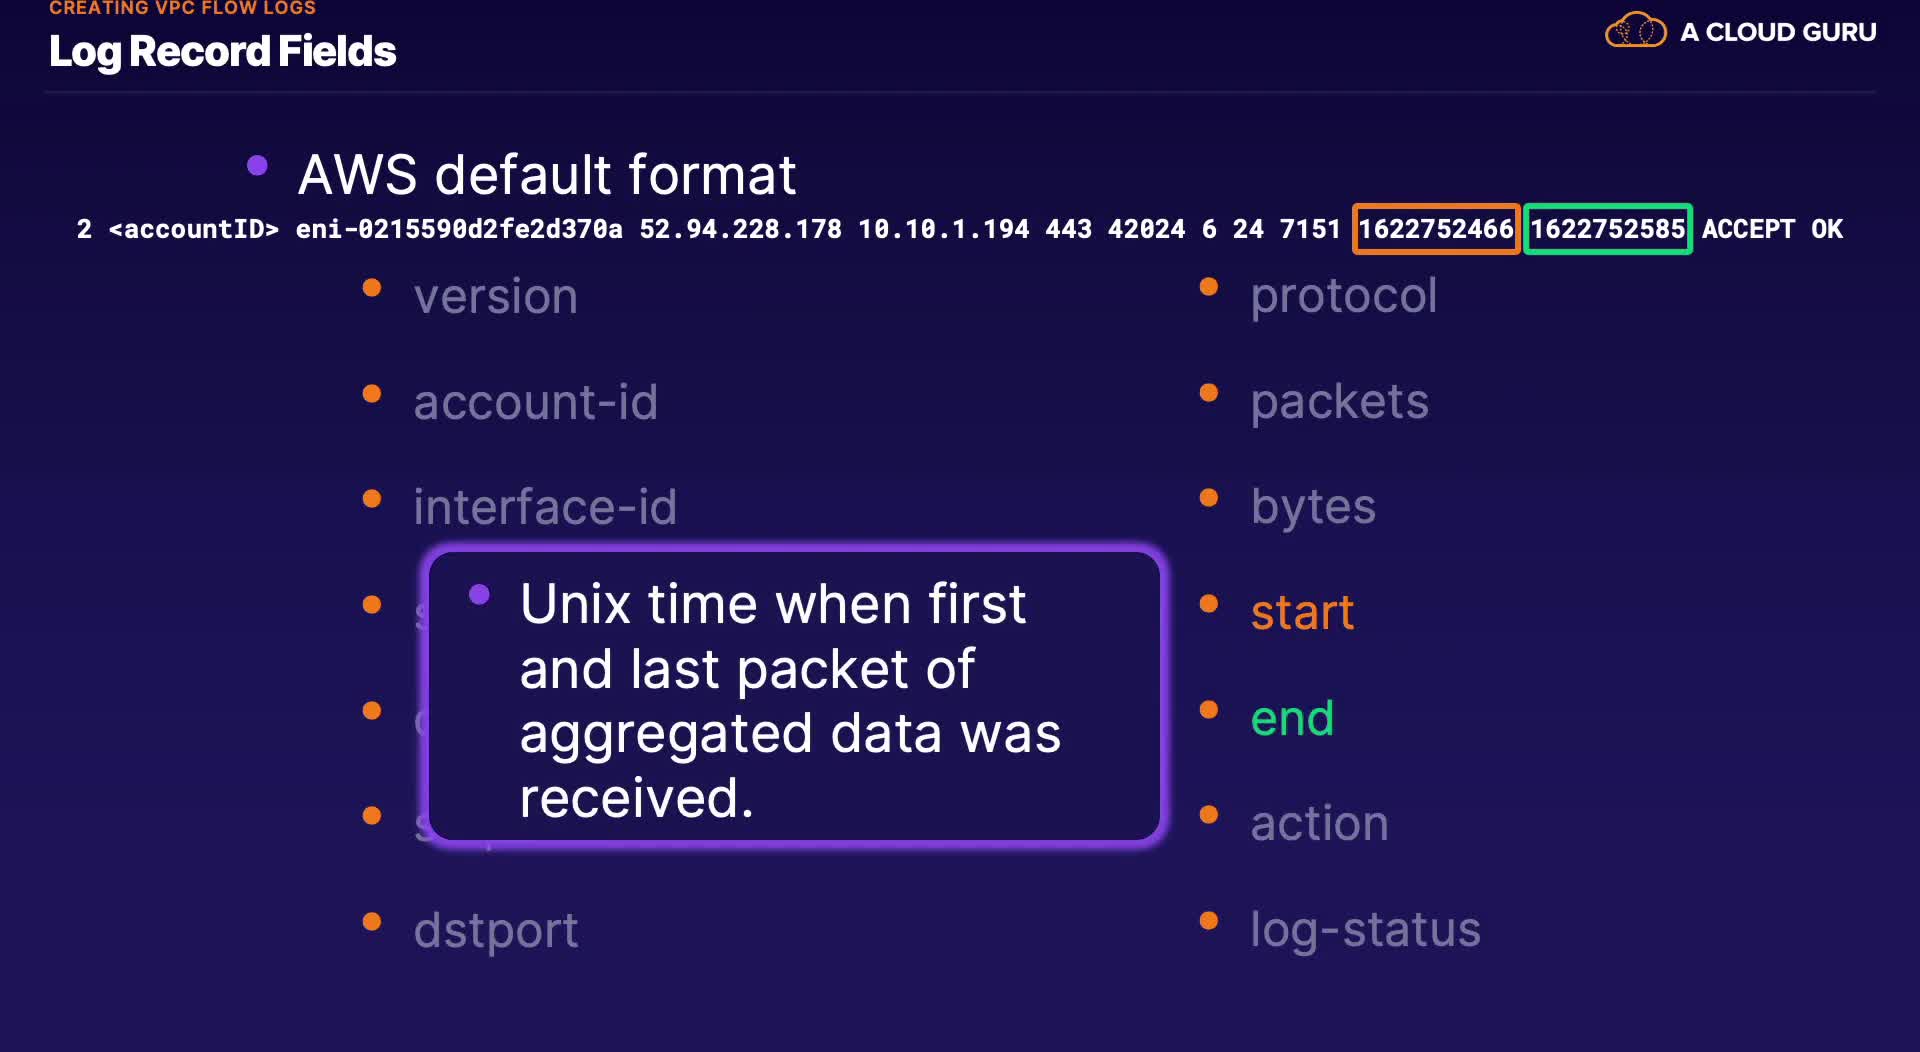 CREATING VPC FLOW LOGS
Log Record Fields
A CLOUD GURU
AWS default format
2 <accountID> eni-0215590d2fe2d370a 52.94.228.178 10.10.1.194 443 42024 6 24 7151 1622752466 1622752585 ACCEPT OK
version
account-id
interface-id
Unix time when first
and last packet of
aggregated data was
received.
dstport
protocol
packets
bytes
start
end
action
log-status